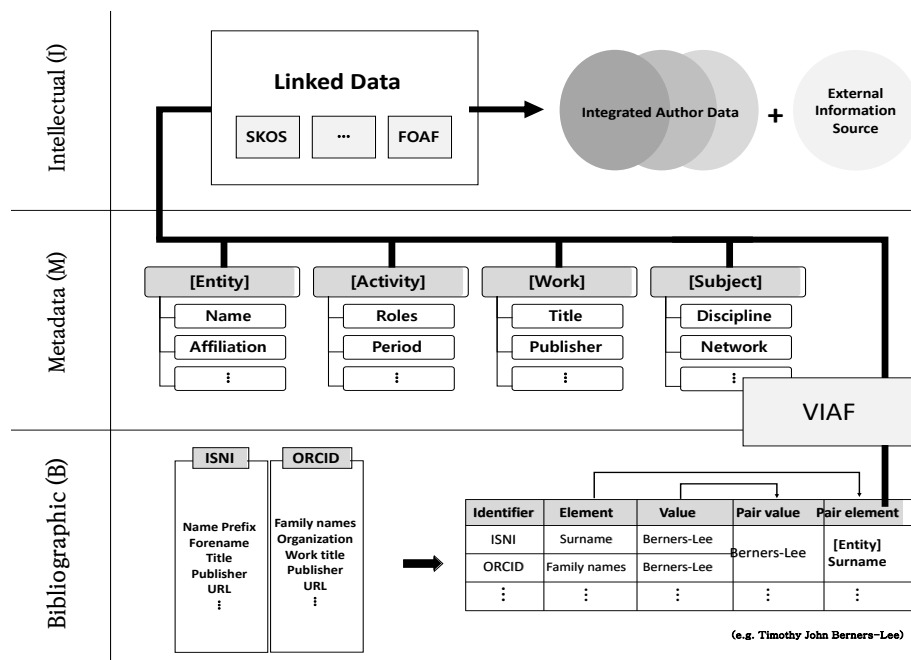 Intellectual (I)
Linked Data
SKOS
...
FOAF
Integrated Author Data
+
External
Information
Source
Metadata (M)
[Entity]
Name
Affiliation
⋮
[Activity]
Roles
Period
⋮
[Work]
Title
Publisher
⋮
[Subject]
Discipline
Network
⋮
VIAF
Bibliographic (B)
ISNI
Name Prefix
Forename
Title
Publisher
URL
⋮
ORCID
Family names
Organization
Work title
Publisher
URL
⋮
Identifier Element Value Pair value Pair element
ISNI Surname Berners-Lee Berners-Lee [Entity]
Surname
ORCID Family names Berners-Lee
⋮ ⋮ ⋮ ⋮ ⋮
(e.g. Timothy John Berners-Lee)